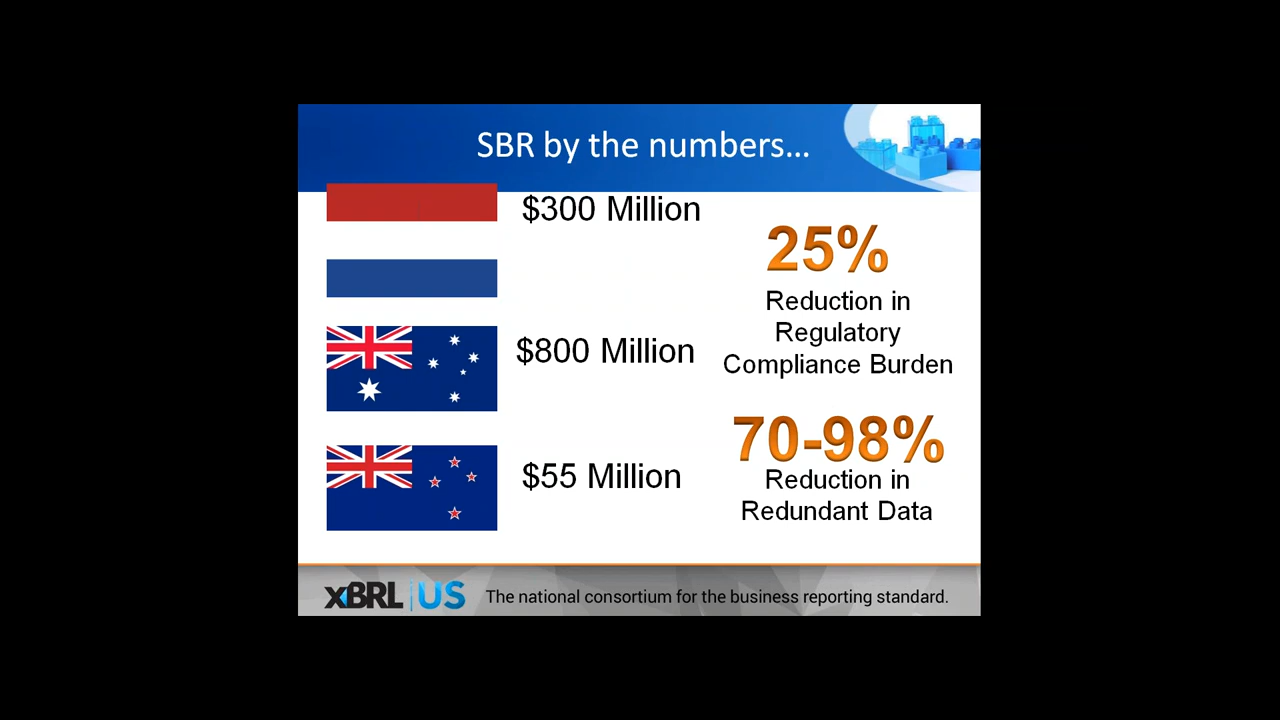 SBR by the numbers...
$300 Million
$800 Million
$55 Million
25%
Reduction in
Regulatory
Compliance Burden
70-98%
Reduction in
Redundant Data
XBRL US
The national consortium for the business reporting standard.